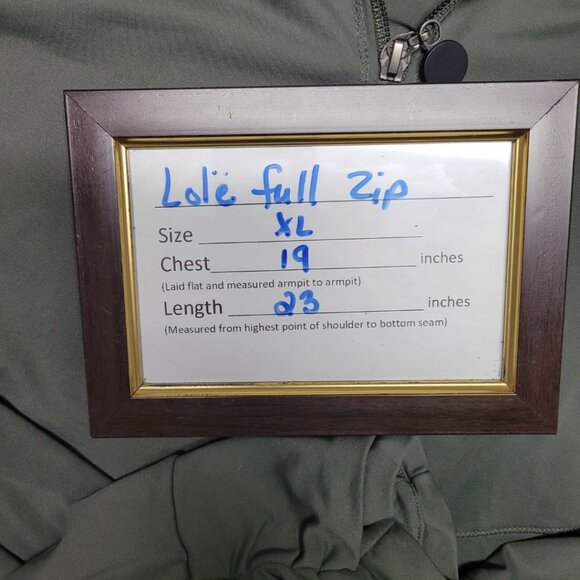 Lolë full zip
Size XL
Chest 19 inches
(Laid flat and measured armpit to armpit)
Length 23 inches
(Measured from highest point of shoulder to bottom seam)